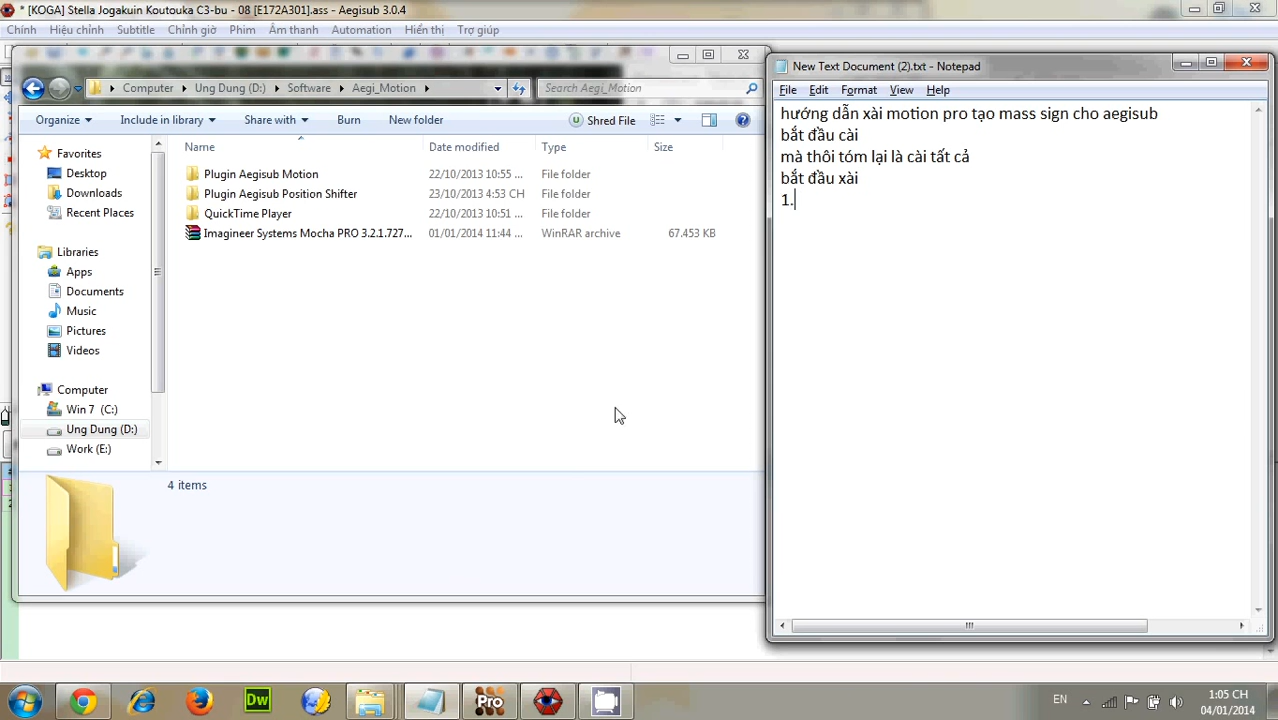 * [KOGA] Stella Jogakuin Koutouka C3-bu - 08 [E172A301].ass - Aegisub 3.0.4
Chính Hiệu chỉnh Subtitle Chỉnh giờ Phim Âm thanh Automation Hiển thị Trợ giúp
Computer Ung Dung (D:) Software Aegi_Motion
Search Aegi_Motion
Organize Include in library Share with Burn New folder Shred File
Name Date modified Type Size
Plugin Aegisub Motion 22/10/2013 10:55 ... File folder
Plugin Aegisub Position Shifter 23/10/2013 4:53 CH File folder
QuickTime Player 22/10/2013 10:51 ... File folder
Imagineer Systems Mocha PRO 3.2.1.727... 01/01/2014 11:44 ... WinRAR archive 67.453 KB
Favorites
Desktop
Downloads
Recent Places
Libraries
Apps
Documents
Music
Pictures
Videos
Computer
Win 7 (C:)
Ung Dung (D:)
Work (E:)
4 items
New Text Document (2).txt - Notepad
File Edit Format View Help
hướng dẫn xài motion pro tạo mass sign cho aegisub
bắt đầu cài
mà thôi tóm lại là cài tất cả
bắt đầu xài
1.
Dw
Pro
EN
1:05 CH
04/01/2014